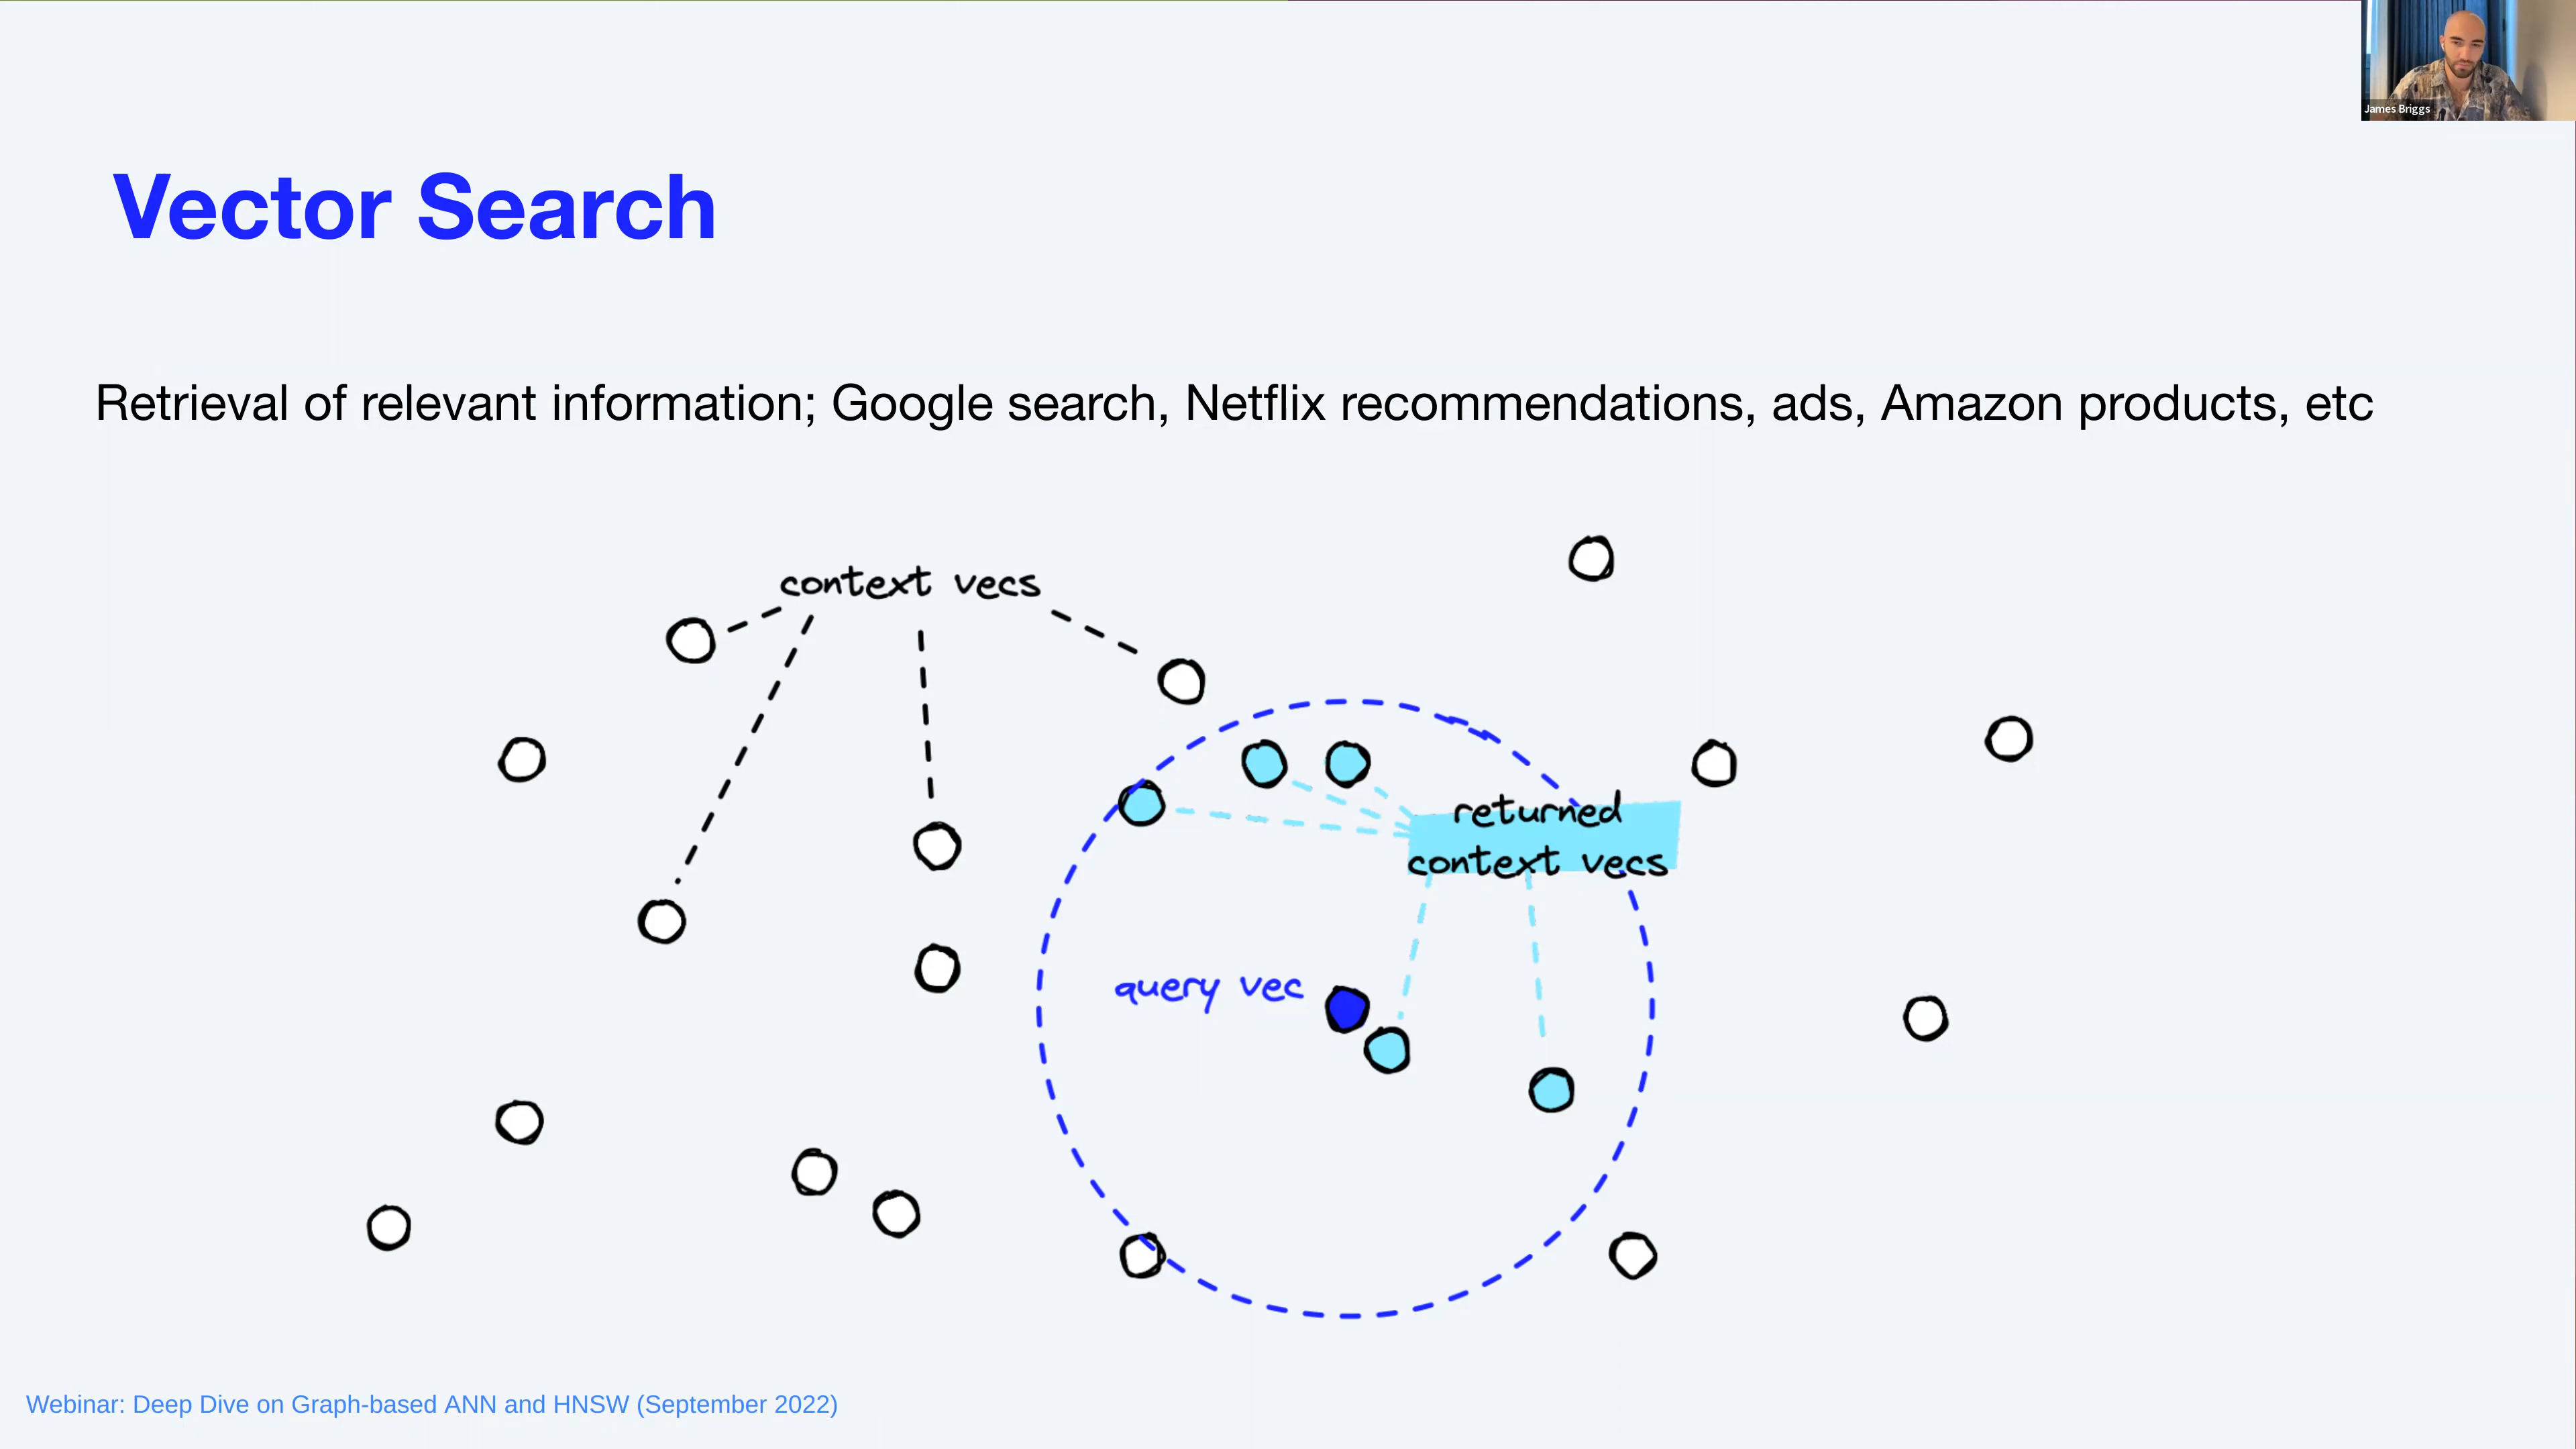 James Briggs
Vector Search
Retrieval of relevant information; Google search, Netflix recommendations, ads, Amazon products, etc
context vecs
returned
context vecs
query vec
Webinar: Deep Dive on Graph-based ANN and HNSW (September 2022)